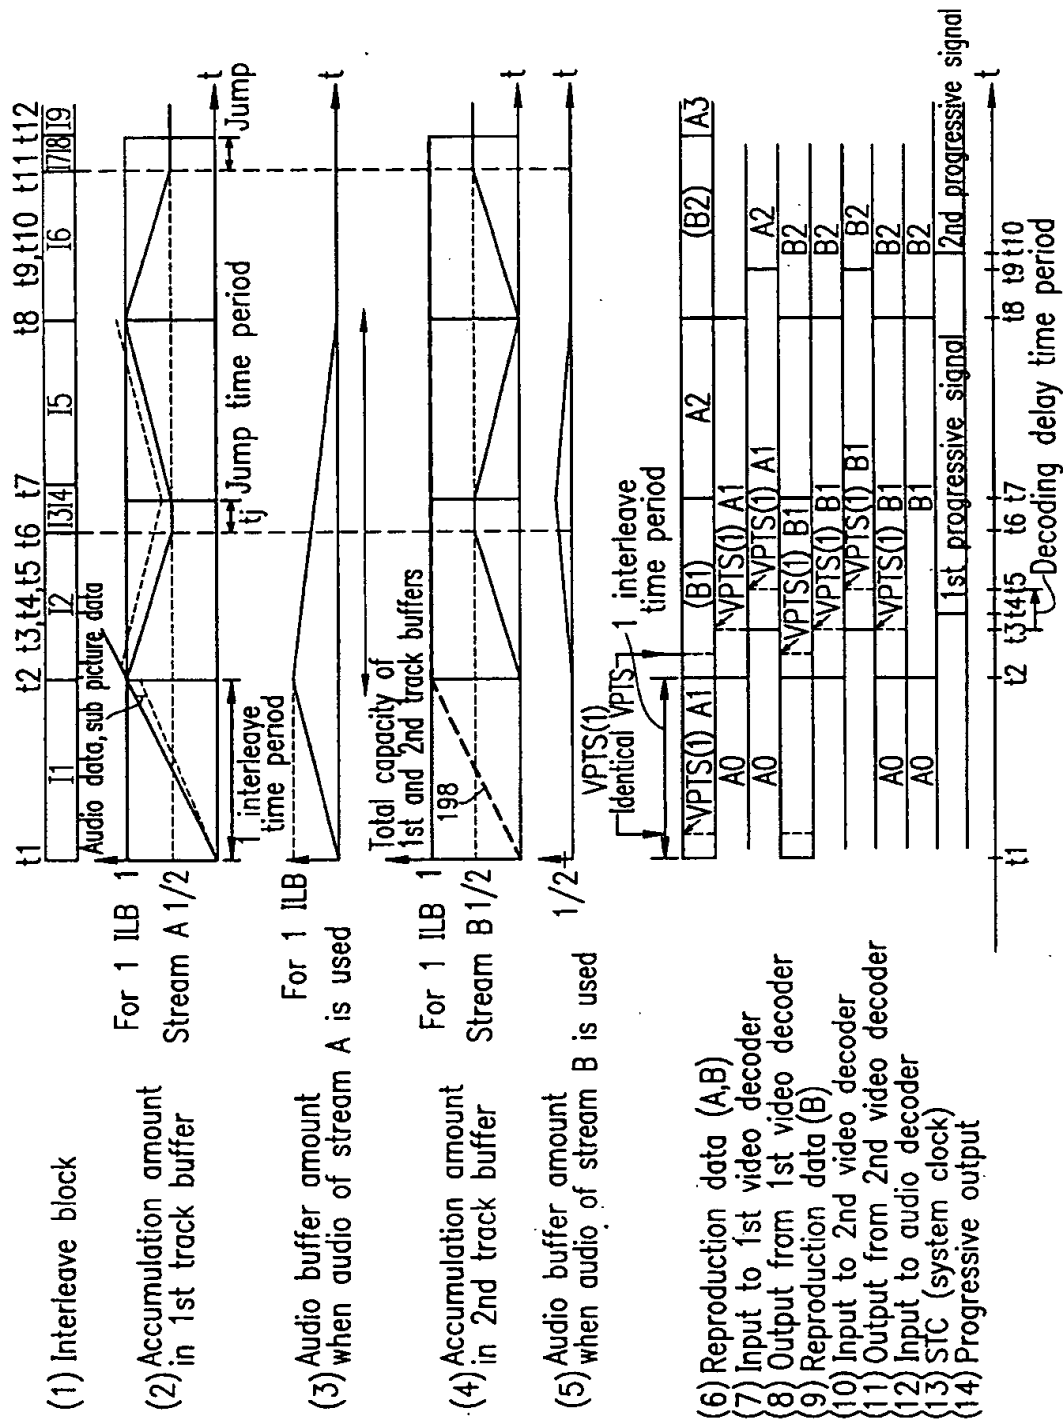 t1 t2 t3,t4,t5 t6 t7 t8 t9,t10 t11 t12
(1) Interleave block
I1 I2 I3 I4 I5 I6 I7 I8 I9
Audio data, sub picture data
(2) Accumulation amount
in 1st track buffer
For 1 ILB 1
Stream A 1/2
t
1 interleave
time period
tj
Jump time period
Jump
(3) Audio buffer amount
when audio of stream A is used
For 1 ILB
t
Total capacity of
1st and 2nd track buffers
(4) Accumulation amount
in 2nd track buffer
For 1 ILB 1
Stream B 1/2
198
t
(5) Audio buffer amount
when audio of stream B is used
1/2
t
VPTS(1)
Identical VPTS
1 interleave
time period
(6) Reproduction data (A,B)
VPTS(1) A1 (B1) A2 (B2) A3
(7) Input to 1st video decoder
A0 VPTS(1) A1
(8) Output from 1st video decoder
A0 VPTS(1) A1 A2
(9) Reproduction data (B)
VPTS(1) B1 B2
(10) Input to 2nd video decoder
VPTS(1) B1 B2
(11) Output from 2nd video decoder
VPTS(1) B1 B2
(12) Input to audio decoder
A0 VPTS(1) B1 B2
(13) STC (system clock)
A0 B1 B2
(14) Progressive output
1st progressive signal 2nd progressive signal
t1 t2 t3 t4 t5 t6 t7 t8 t9 t10 t
Decoding delay time period